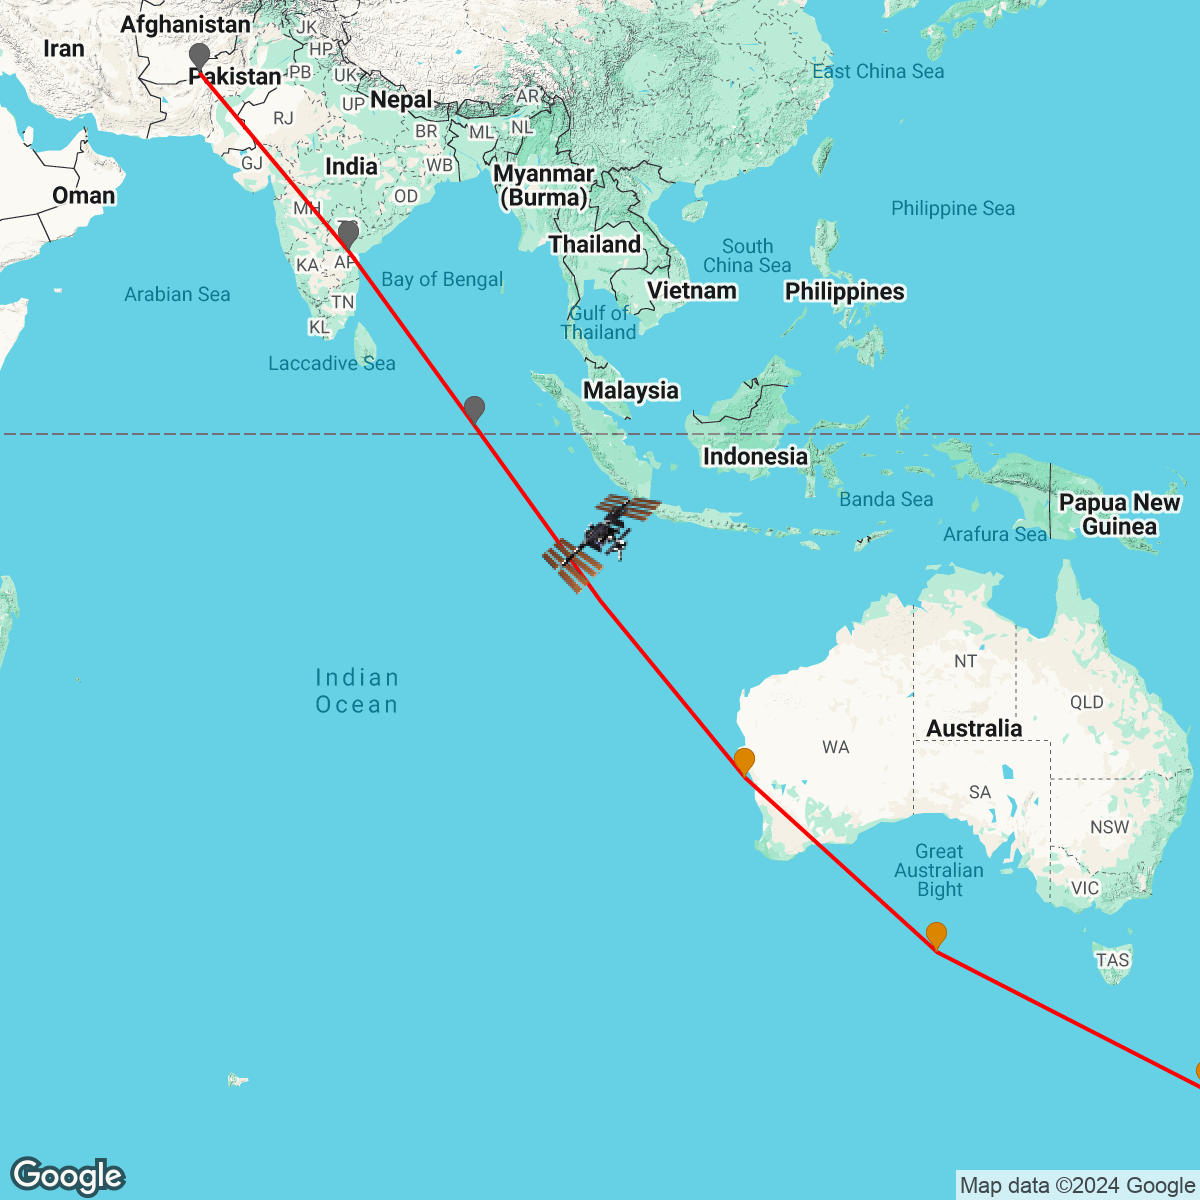 Afghanistan
JK
Iran
HP
Pakistan
PB
UK
East China Sea
Nepal
AR
UP
RJ
BR
ML
NL
GJ
India
WB
Myanmar
(Burma)
Oman
OD
MH
Philippine Sea
Thailand
South
China Sea
KA
AP
Bay of Bengal
Arabian Sea
Vietnam
Philippines
TN
Gulf of
Thailand
KL
Laccadive Sea
Malaysia
Indonesia
Banda Sea
Papua New
Guinea
Arafura Sea
Indian
Ocean
NT
QLD
Australia
WA
SA
NSW
Great
Australian
Bight
VIC
TAS
Google
Map data ©2024 Google